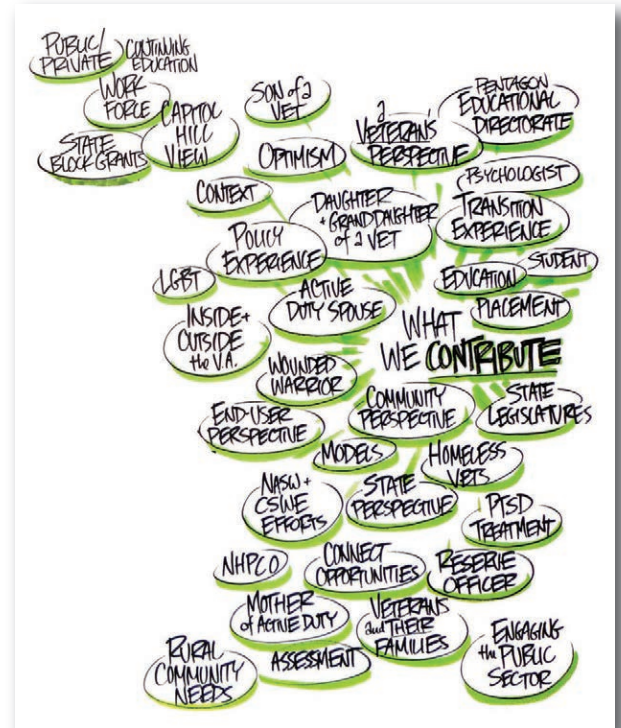 PUBLIC/
PRIVATE
CONTINUING
EDUCATION
WORK
FORCE
CAPITOL
HILL
VIEW
STATE
BLOCK GRANTS
SON of a
VET
OPTIMISM
CONTEXT
a
VETERAN'S
PERSPECTIVE
PENTAGON
EDUCATIONAL
DIRECTORATE
PSYCHOLOGIST
TRANSITION
EXPERIENCE
DAUGHTER
+ GRANDDAUGHTER
of a VET
POLICY
EXPERIENCE
LGBT
ACTIVE
DUTY SPOUSE
EDUCATION
STUDENT
PLACEMENT
INSIDE +
OUTSIDE
the V.A.
WHAT
WE CONTRIBUTE
WOUNDED
WARRIOR
COMMUNITY
PERSPECTIVE
STATE
LEGISLATURES
END-USER
PERSPECTIVE
MODELS
HOMELESS
VETS
NASW +
CSWE
EFFORTS
STATE
PERSPECTIVE
PTSD
TREATMENT
NHPCO
CONNECT
OPPORTUNITIES
RESERVE
OFFICER
MOTHER
of ACTIVE DUTY
VETERANS
and THEIR
FAMILIES
ENGAGING
the PUBLIC
SECTOR
RURAL
COMMUNITY
NEEDS
ASSESSMENT